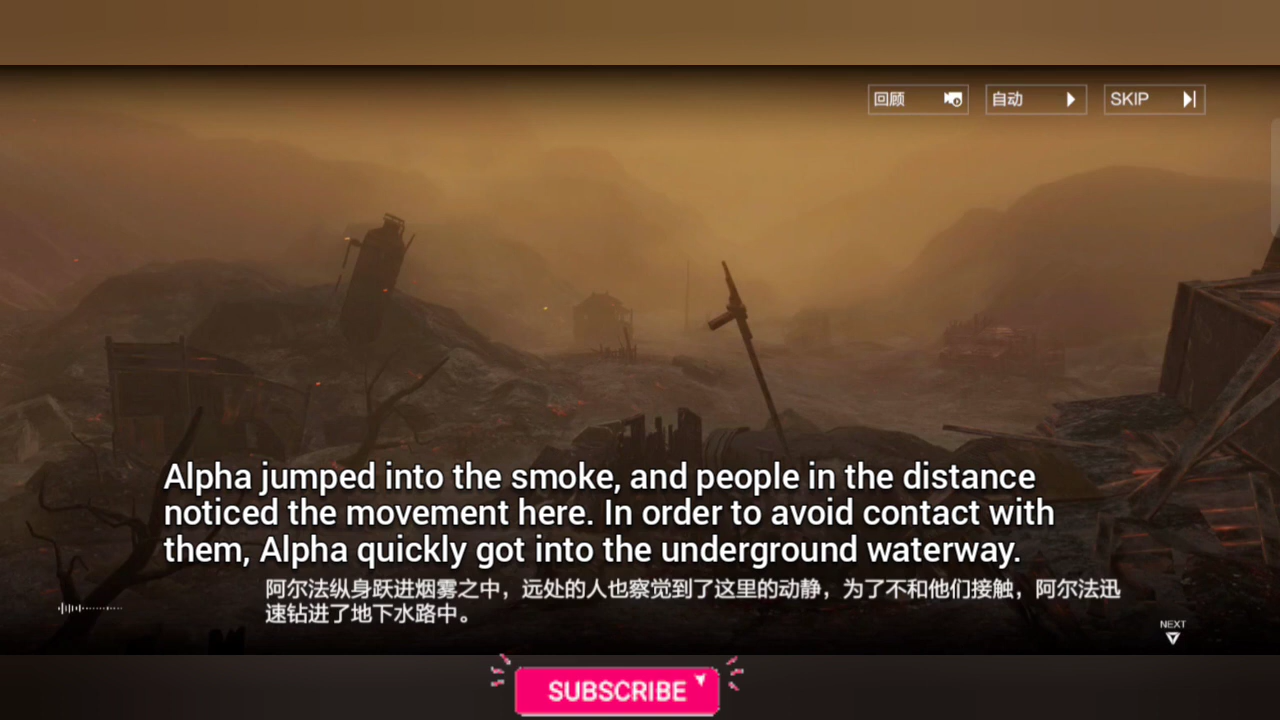 回顾
自动
SKIP
Alpha jumped into the smoke, and people in the distance
noticed the movement here. In order to avoid contact with
them, Alpha quickly got into the underground waterway.
阿尔法纵身跃进烟雾之中，远处的人也察觉到了这里的动静，为了不和他们接触，阿尔法迅
速钻进了地下水路中。
NEXT
SUBSCRIBE